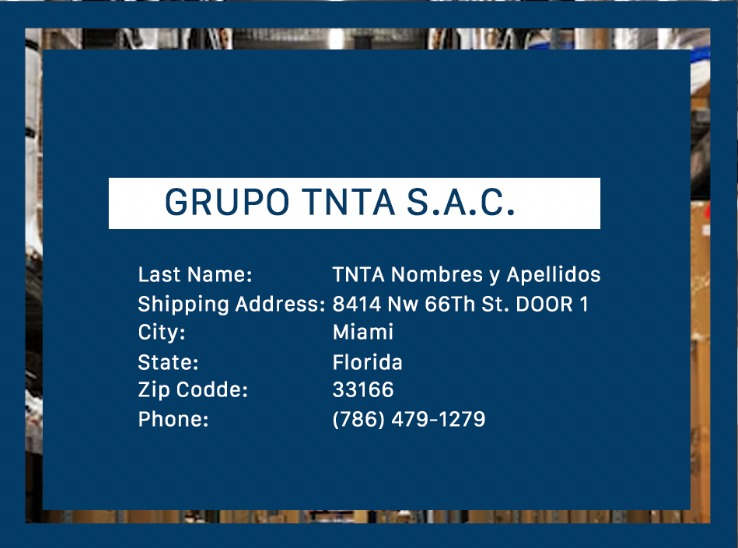 GRUPO TNTA S.A.C.
Last Name: TNTA Nombres y Apellidos
Shipping Address: 8414 Nw 66Th St. DOOR 1
City: Miami
State: Florida
Zip Codde: 33166
Phone: (786) 479-1279